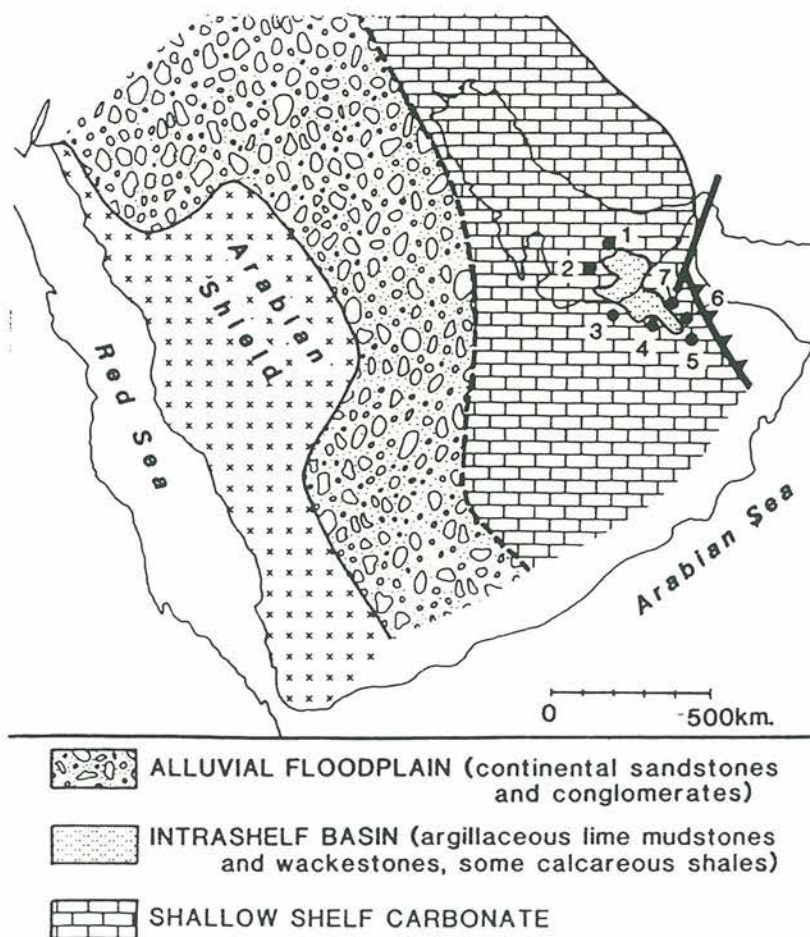 Arabian
Shield
Red Sea
1
2
7
6
3
4
5
Arabian Sea
0 500km.
ALLUVIAL FLOODPLAIN (continental sandstones
and conglomerates)
INTRASHELF BASIN (argillaceous lime mudstones
and wackestones, some calcareous shales)
SHALLOW SHELF CARBONATE